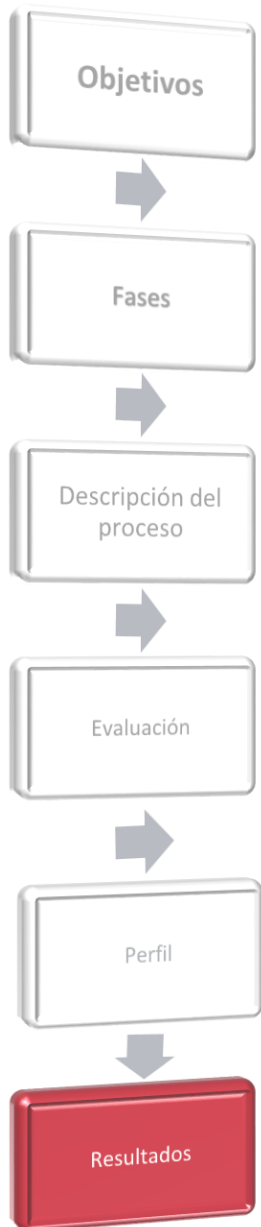 Objetivos
Fases
Descripción del
proceso
Evaluación
Perfil
Resultados